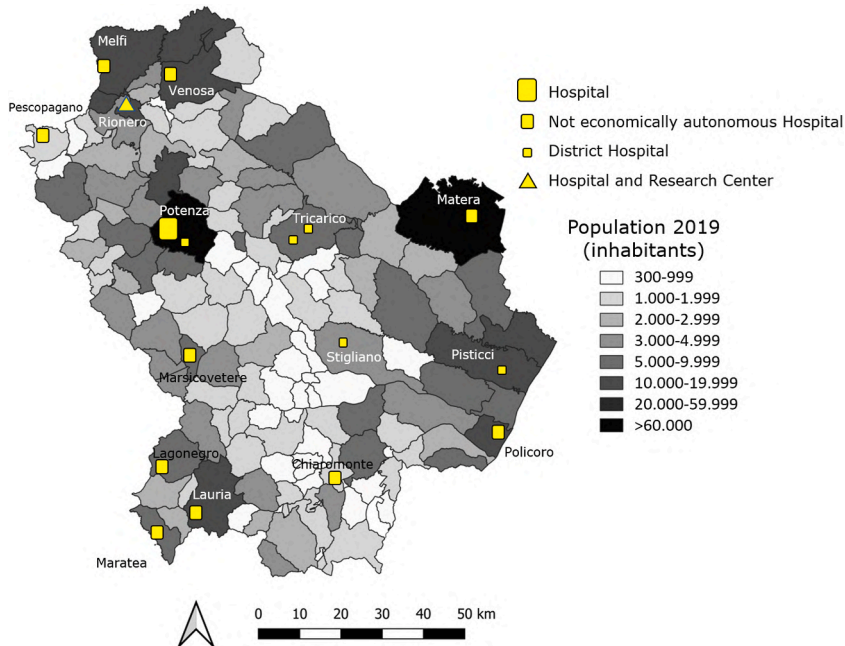 Melfi
Venosa
Pescopagano
Rionero
Hospital
Not economically autonomous Hospital
District Hospital
Hospital and Research Center
Matera
Potenza
Tricarico
Population 2019
(inhabitants)
300-999
1.000-1.999
2.000-2.999
3.000-4.999
5.000-9.999
10.000-19.999
20.000-59.999
>60.000
Stigliano
Pisticci
Marsicovetere
Policoro
Lagonegro
Chiaromonte
Lauria
Maratea
0 10 20 30 40 50 km